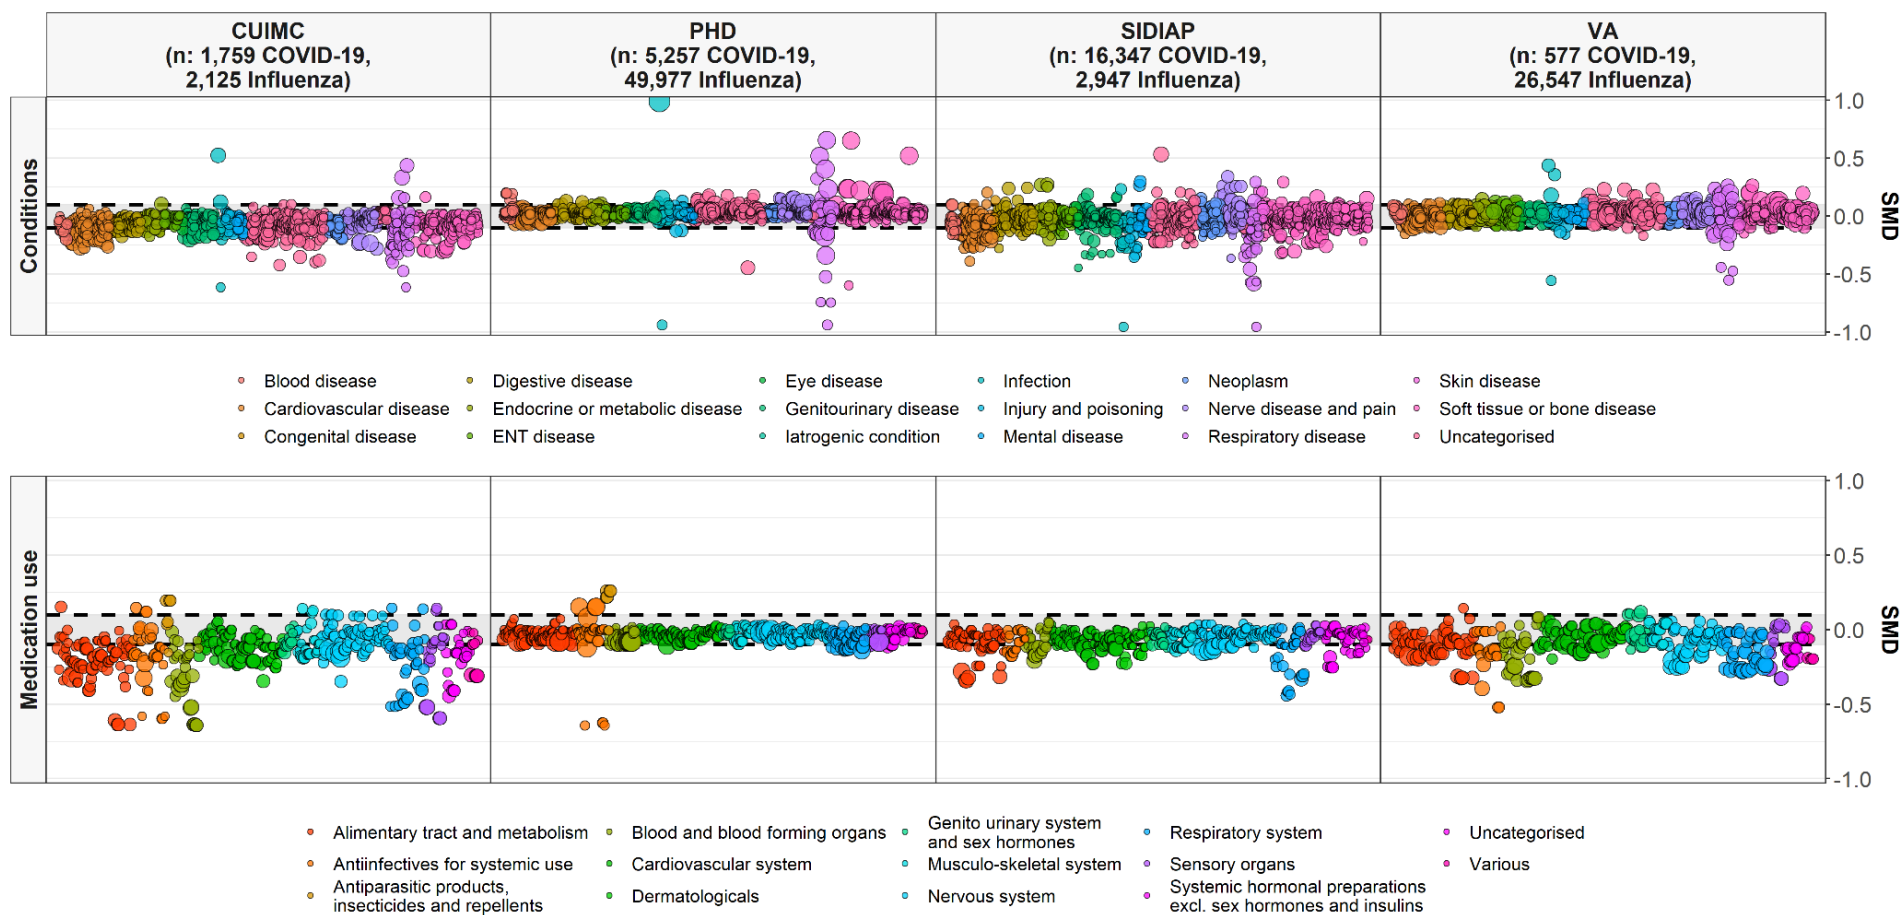 CUIMC
(n: 1,759 COVID-19,
2,125 Influenza)
PHD
(n: 5,257 COVID-19,
49,977 Influenza)
SIDIAP
(n: 16,347 COVID-19,
2,947 Influenza)
VA
(n: 577 COVID-19,
26,547 Influenza)
Conditions
1.0
0.5
0.0
-0.5
-1.0
SMD
Blood disease
Cardiovascular disease
Congenital disease
Digestive disease
Endocrine or metabolic disease
ENT disease
Eye disease
Genitourinary disease
Iatrogenic condition
Infection
Injury and poisoning
Mental disease
Neoplasm
Nerve disease and pain
Respiratory disease
Skin disease
Soft tissue or bone disease
Uncategorised
Medication use
1.0
0.5
0.0
-0.5
-1.0
SMD
Alimentary tract and metabolism
Antiinfectives for systemic use
Antiparasitic products,
insecticides and repellents
Blood and blood forming organs
Cardiovascular system
Dermatologicals
Genito urinary system
and sex hormones
Musculo-skeletal system
Nervous system
Respiratory system
Sensory organs
Systemic hormonal preparations
excl. sex hormones and insulins
Uncategorised
Various